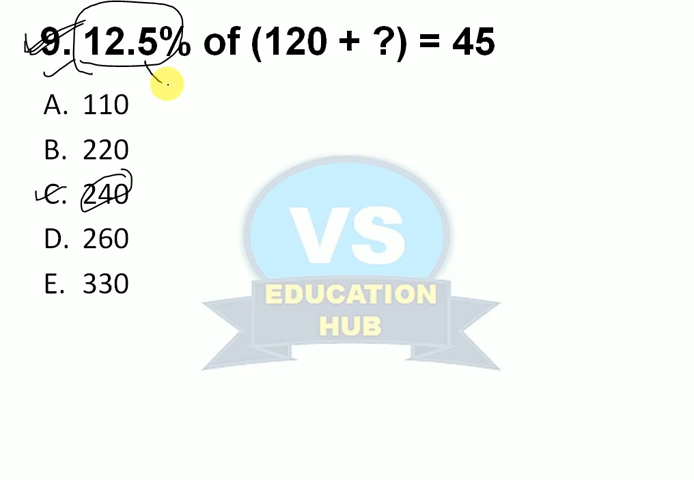 9. 12.5% of (120 + ?) = 45
A. 110
B. 220
C. 240
D. 260
E. 330
VS
EDUCATION
HUB